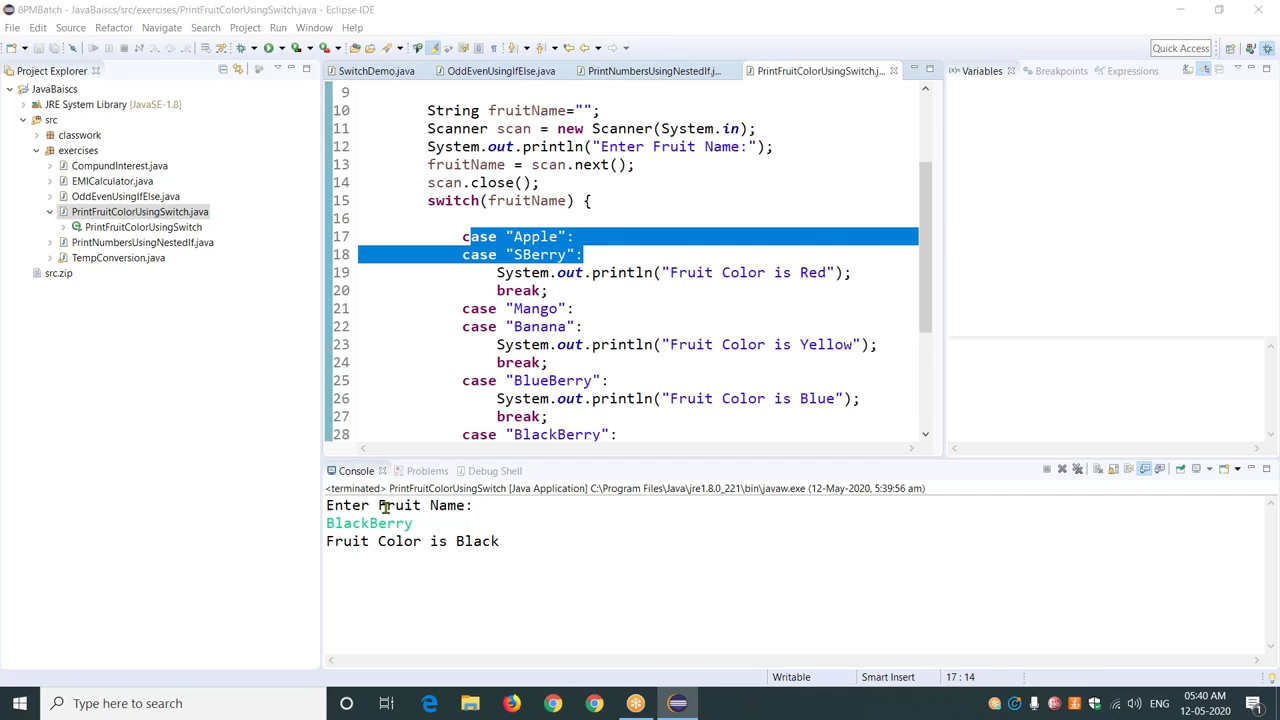 8PMBatch - JavaBaiscs/src/exercises/PrintFruitColorUsingSwitch.java - Eclipse IDE
File Edit Source Refactor Navigate Search Project Run Window Help
Quick Access
Project Explorer
JavaBaiscs
JRE System Library [JavaSE-1.8]
src
classwork
exercises
CompundInterest.java
EMICalculator.java
OddEvenUsingIfElse.java
PrintFruitColorUsingSwitch.java
PrintFruitColorUsingSwitch
PrintNumbersUsingNestedIf.java
TempConversion.java
src.zip
SwitchDemo.java OddEvenUsingIfElse.java PrintNumbersUsingNestedIf.j... PrintFruitColorUsingSwitch.j...
9
10 String fruitName="";
11 Scanner scan = new Scanner(System.in);
12 System.out.println("Enter Fruit Name:");
13 fruitName = scan.next();
14 scan.close();
15 switch(fruitName) {
16
17 case "Apple":
18 case "SBerry":
19 System.out.println("Fruit Color is Red");
20 break;
21 case "Mango":
22 case "Banana":
23 System.out.println("Fruit Color is Yellow");
24 break;
25 case "BlueBerry":
26 System.out.println("Fruit Color is Blue");
27 break;
28 case "BlackBerry":
Variables Breakpoints Expressions
Console Problems Debug Shell
<terminated> PrintFruitColorUsingSwitch [Java Application] C:\Program Files\Java\jre1.8.0_221\bin\javaw.exe (12-May-2020, 5:39:56 am)
Enter Fruit Name:
BlackBerry
Fruit Color is Black
Writable Smart Insert 17 : 14
Type here to search
ENG
05:40 AM
12-05-2020
1